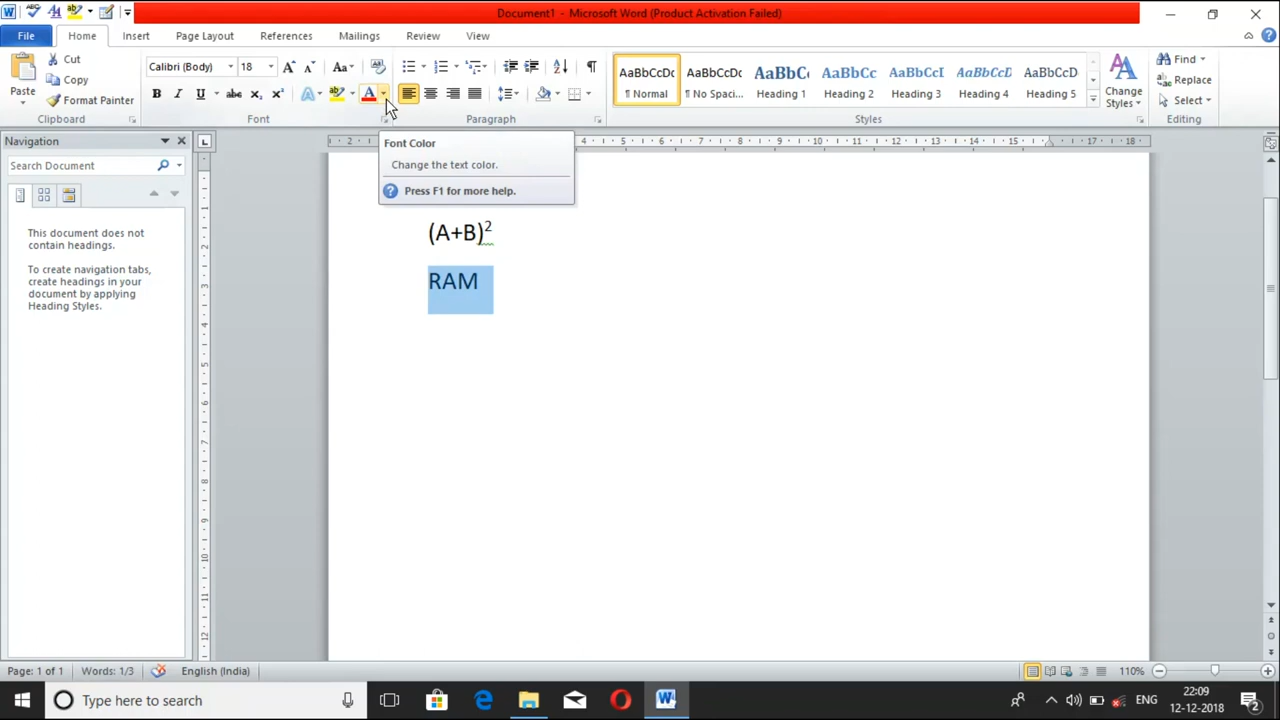 Document1 - Microsoft Word (Product Activation Failed)
File Home Insert Page Layout References Mailings Review View
Paste
Cut
Copy
Format Painter
Clipboard
Calibri (Body) 18
Font
Paragraph
AaBbCcDc
¶ Normal
AaBbCcDc
¶ No Spaci...
AaBbC
Heading 1
AaBbCc
Heading 2
AaBbCcI
Heading 3
AaBbCcD
Heading 4
AaBbCcD
Heading 5
Change
Styles
Styles
Find
Replace
Select
Editing
Font Color
Change the text color.
Press F1 for more help.
Navigation
Search Document
This document does not
contain headings.
To create navigation tabs,
create headings in your
document by applying
Heading Styles.
(A+B)²
RAM
Page: 1 of 1 Words: 1/3 English (India) 110%
Type here to search
ENG
22:09
12-12-2018
2